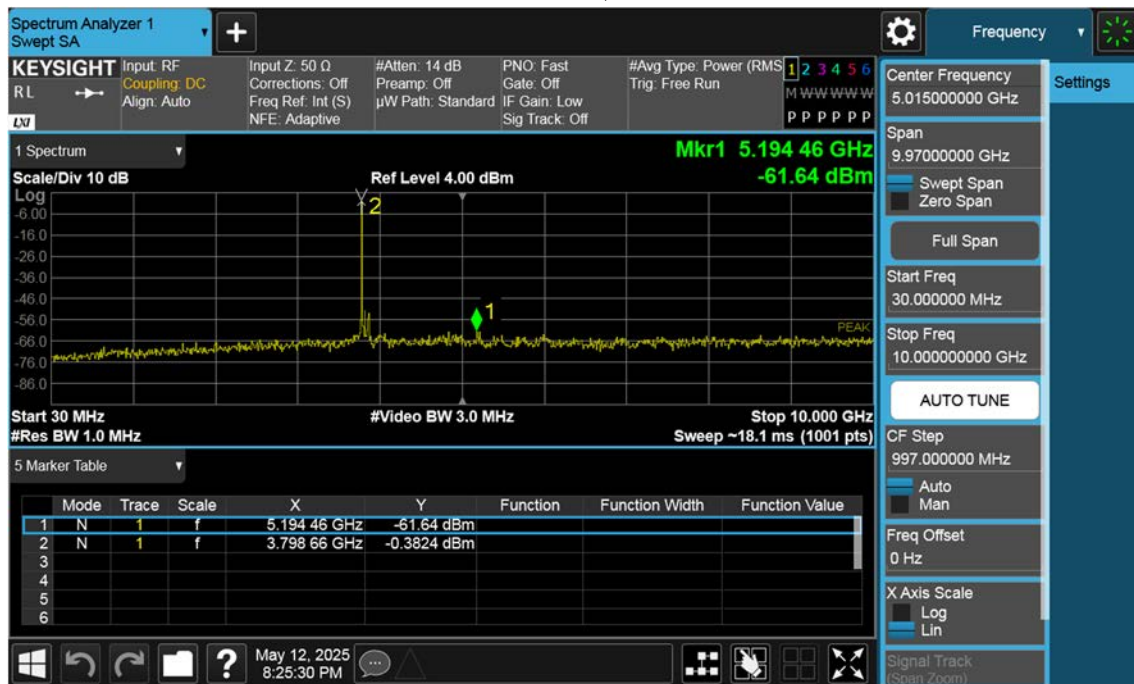 Spectrum Analyzer 1
Swept SA
Frequency
KEYSIGHT
RL
LXI
Input: RF
Coupling: DC
Align: Auto
Input Z: 50 Ω
Corrections: Off
Freq Ref: Int (S)
NFE: Adaptive
#Atten: 14 dB
Preamp: Off
µW Path: Standard
PNO: Fast
Gate: Off
IF Gain: Low
Sig Track: Off
#Avg Type: Power (RMS
Trig: Free Run
1 2 3 4 5 6
M W W W W W
P P P P P P
Center Frequency
5.015000000 GHz
Settings
1 Spectrum
Mkr1 5.194 46 GHz
-61.64 dBm
Scale/Div 10 dB
Ref Level 4.00 dBm
Log
-6.00
-16.0
-26.0
-36.0
-46.0
-56.0
-66.0
-76.0
-86.0
2
1
PEAK
Start 30 MHz
#Video BW 3.0 MHz
Stop 10.000 GHz
#Res BW 1.0 MHz
Sweep ~18.1 ms (1001 pts)
Span
9.97000000 GHz
Swept Span
Zero Span
Full Span
Start Freq
30.000000 MHz
Stop Freq
10.000000000 GHz
AUTO TUNE
CF Step
997.000000 MHz
Auto
Man
Freq Offset
0 Hz
X Axis Scale
Log
Lin
Signal Track
(Span Zoom)
5 Marker Table
Mode Trace Scale X Y Function Function Width Function Value
1 N 1 f 5.194 46 GHz -61.64 dBm
2 N 1 f 3.798 66 GHz -0.3824 dBm
3
4
5
6
?
May 12, 2025
8:25:30 PM